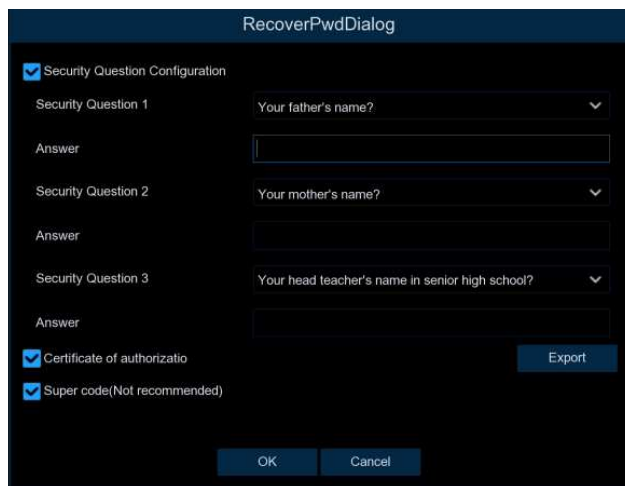 RecoverPwdDialog
Security Question Configuration
Security Question 1 Your father's name?
Answer
Security Question 2 Your mother's name?
Answer
Security Question 3 Your head teacher's name in senior high school?
Answer
Certificate of authorizatio Export
Super code(Not recommended)
OK Cancel